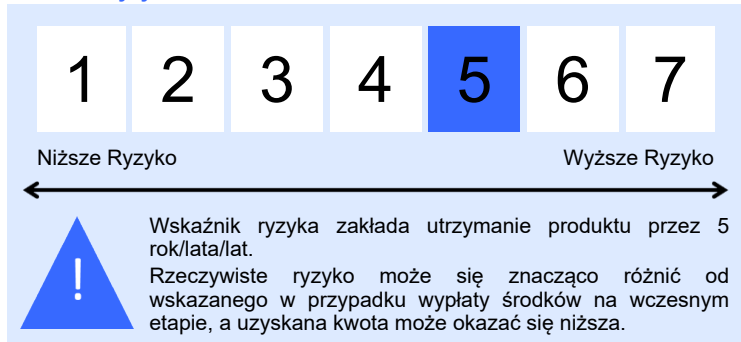 1 2 3 4 5 6 7
Niższe Ryzyko Wyższe Ryzyko
! Wskaźnik ryzyka zakłada utrzymanie produktu przez 5
rok/lata/lat.
Rzeczywiste ryzyko może się znacząco różnić od
wskazanego w przypadku wypłaty środków na wczesnym
etapie, a uzyskana kwota może okazać się niższa.